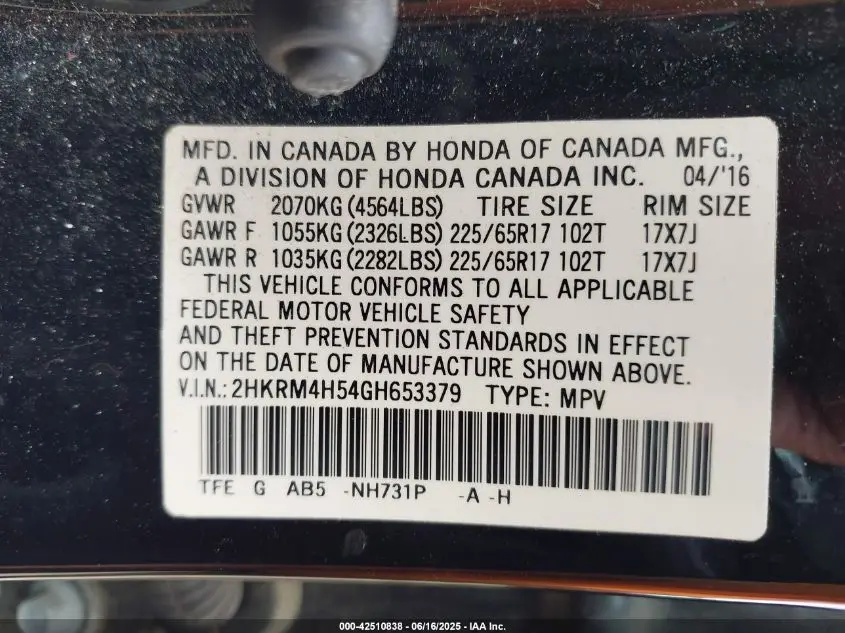 MFD. IN CANADA BY HONDA OF CANADA MFG.,
A DIVISION OF HONDA CANADA INC. 04/'16
GVWR 2070KG (4564LBS) TIRE SIZE RIM SIZE
GAWR F 1055KG (2326LBS) 225/65R17 102T 17X7J
GAWR R 1035KG (2282LBS) 225/65R17 102T 17X7J
THIS VEHICLE CONFORMS TO ALL APPLICABLE
FEDERAL MOTOR VEHICLE SAFETY
AND THEFT PREVENTION STANDARDS IN EFFECT
ON THE DATE OF MANUFACTURE SHOWN ABOVE.
V.I.N.: 2HKRM4H54GH653379 TYPE: MPV
TFE G AB5 -NH731P -A -H
000-42510838 - 06/16/2025 - IAA Inc.